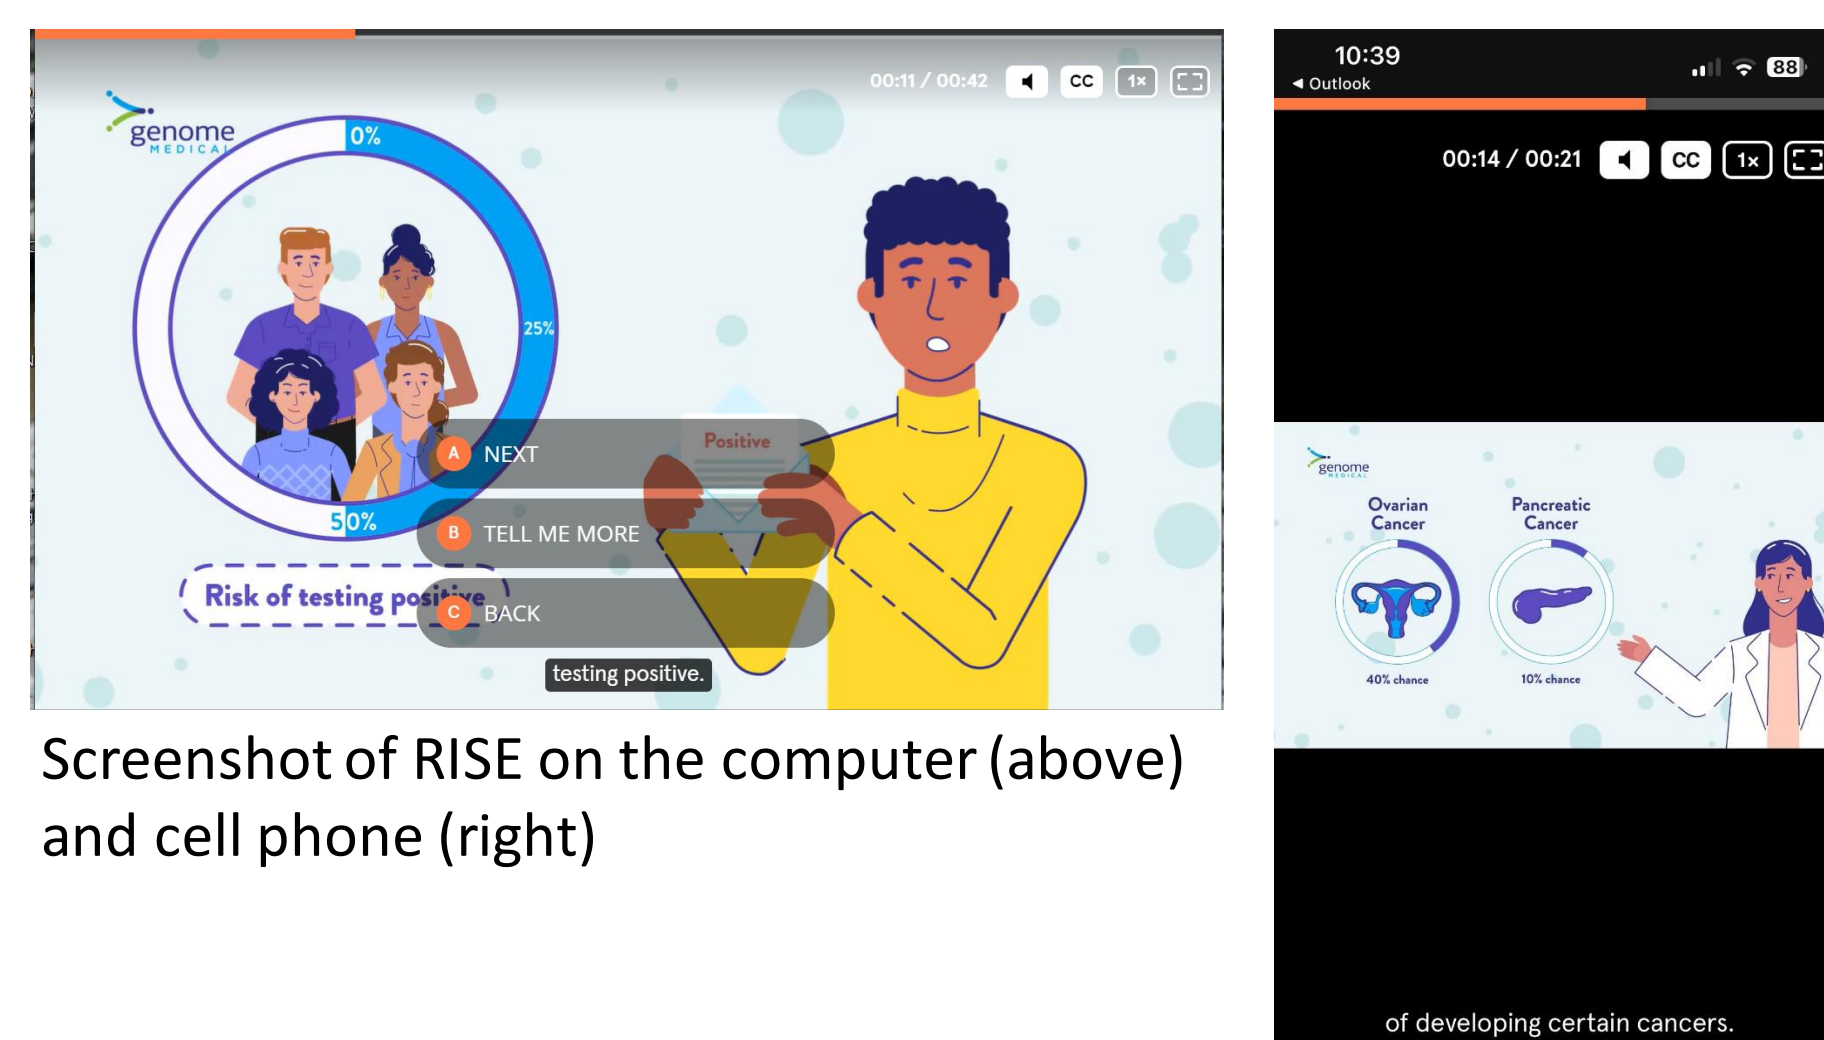 00:11 / 00:42 CC 1×
genome
MEDICAL
0%
25%
50%
Positive
A NEXT
B TELL ME MORE
C BACK
Risk of testing positive
testing positive.
Screenshot of RISE on the computer (above)
and cell phone (right)
10:39 88
◀ Outlook
00:14 / 00:21 CC 1×
genome
MEDICAL
Ovarian Cancer
Pancreatic Cancer
40% chance
10% chance
of developing certain cancers.